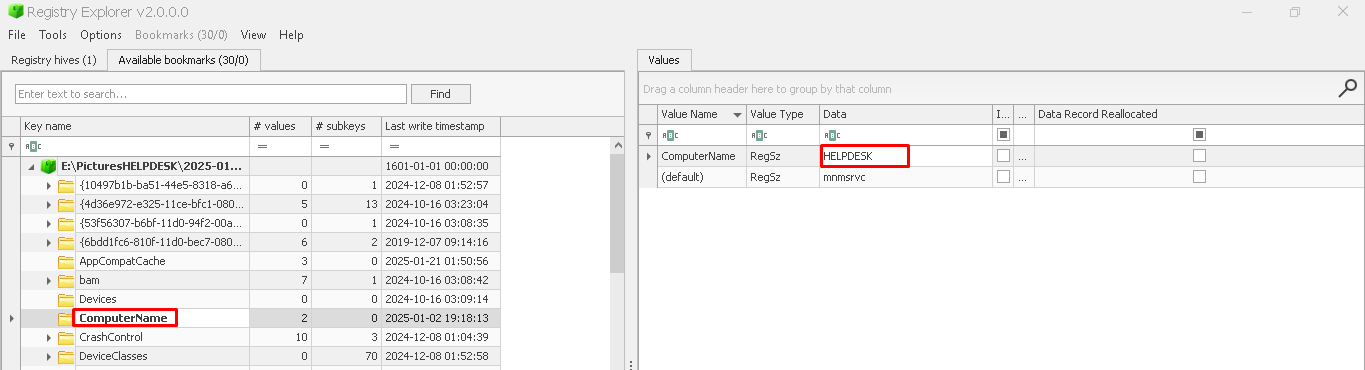 Registry Explorer v2.0.0.0
File Tools Options Bookmarks (30/0) View Help
Registry hives (1) Available bookmarks (30/0)
Enter text to search... Find
Key name # values # subkeys Last write timestamp
ABC = = =
E:\PicturesHELPDESK\2025-01... 1601-01-01 00:00:00
{10497b1b-ba51-44e5-8318-a6... 0 1 2024-12-08 01:52:57
{4d36e972-e325-11ce-bfc1-080... 5 13 2024-10-16 03:23:04
{53f56307-b6bf-11d0-94f2-00a... 0 1 2024-10-16 03:08:35
{6bdd1fc6-810f-11d0-bec7-080... 6 2 2019-12-07 09:14:16
AppCompatCache 3 0 2025-01-21 01:50:56
bam 7 1 2024-10-16 03:08:42
Devices 0 0 2024-10-16 03:09:14
ComputerName 2 0 2025-01-02 19:18:13
CrashControl 10 3 2024-12-08 01:04:39
DeviceClasses 0 70 2024-12-08 01:52:58
Values
Drag a column header here to group by that column
Value Name Value Type Data I... ... Data Record Reallocated
ABC ABC ABC
ComputerName RegSz HELPDESK ...
(default) RegSz mnmsrvc ...